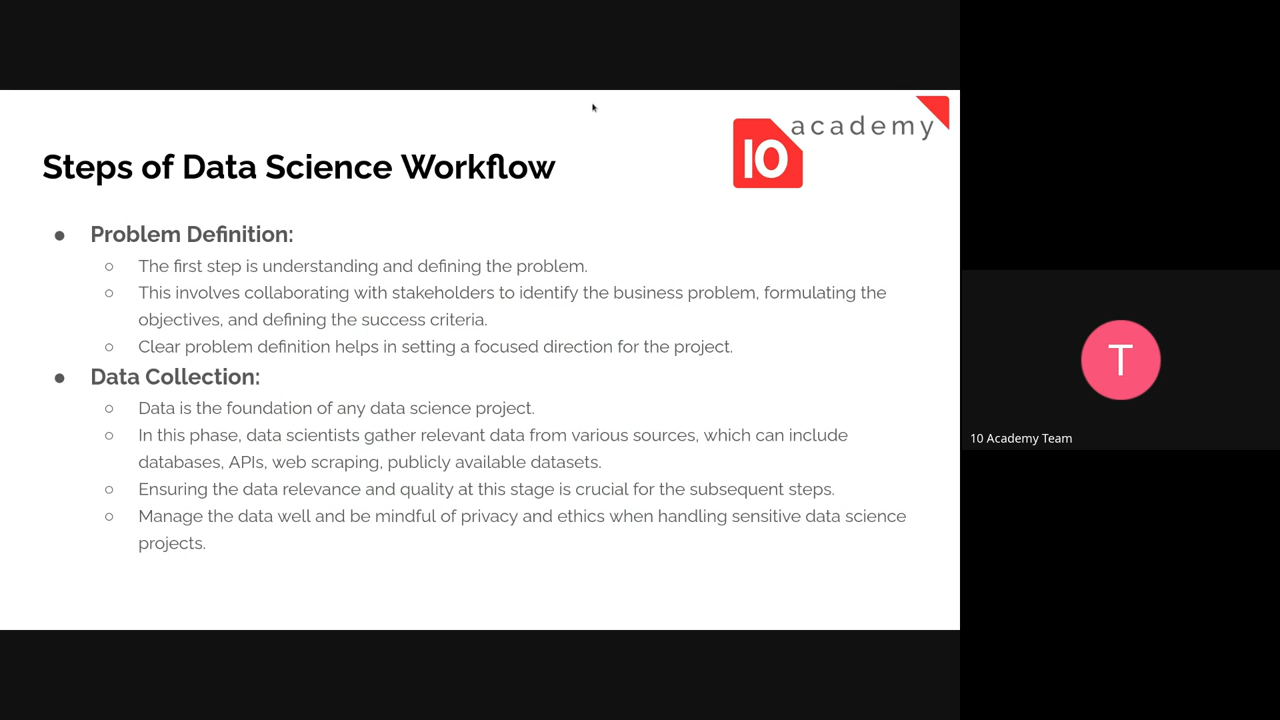 academy
10
Steps of Data Science Workflow
● Problem Definition:
○ The first step is understanding and defining the problem.
○ This involves collaborating with stakeholders to identify the business problem, formulating the
objectives, and defining the success criteria.
○ Clear problem definition helps in setting a focused direction for the project.
● Data Collection:
○ Data is the foundation of any data science project.
○ In this phase, data scientists gather relevant data from various sources, which can include
databases, APIs, web scraping, publicly available datasets.
○ Ensuring the data relevance and quality at this stage is crucial for the subsequent steps.
○ Manage the data well and be mindful of privacy and ethics when handling sensitive data science
projects.
T
10 Academy Team